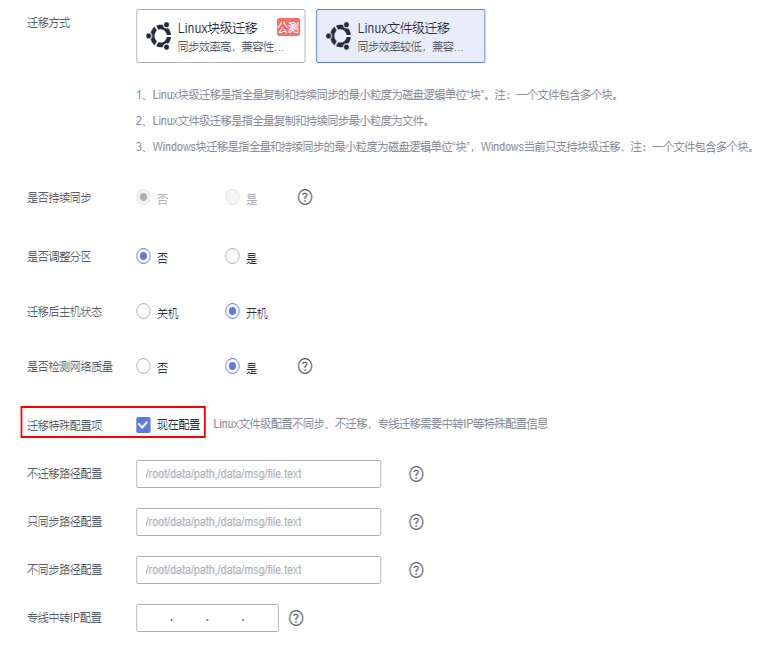 迁移方式
Linux块级迁移 公测
同步效率高，兼容性...
Linux文件级迁移
同步效率较低，兼容...
1、Linux块级迁移是指全量复制和持续同步的最小粒度为磁盘逻辑单位“块”。注：一个文件包含多个块。
2、Linux文件级迁移是指全量复制和持续同步最小粒度为文件。
3、Windows块迁移是指全量和持续同步的最小粒度为磁盘逻辑单位“块”，Windows当前只支持块级迁移，注：一个文件包含多个块。
是否持续同步 否 是 ?
是否调整分区 否 是
迁移后主机状态 关机 开机
是否检测网络质量 否 是 ?
迁移特殊配置项 现在配置 Linux文件级配置不同步、不迁移，专线迁移需要中转IP等特殊配置信息
不迁移路径配置 /root/data/path,/data/msg/file.text ?
只同步路径配置 /root/data/path,/data/msg/file.text ?
不同步路径配置 /root/data/path,/data/msg/file.text ?
专线中转IP配置 . . . ?